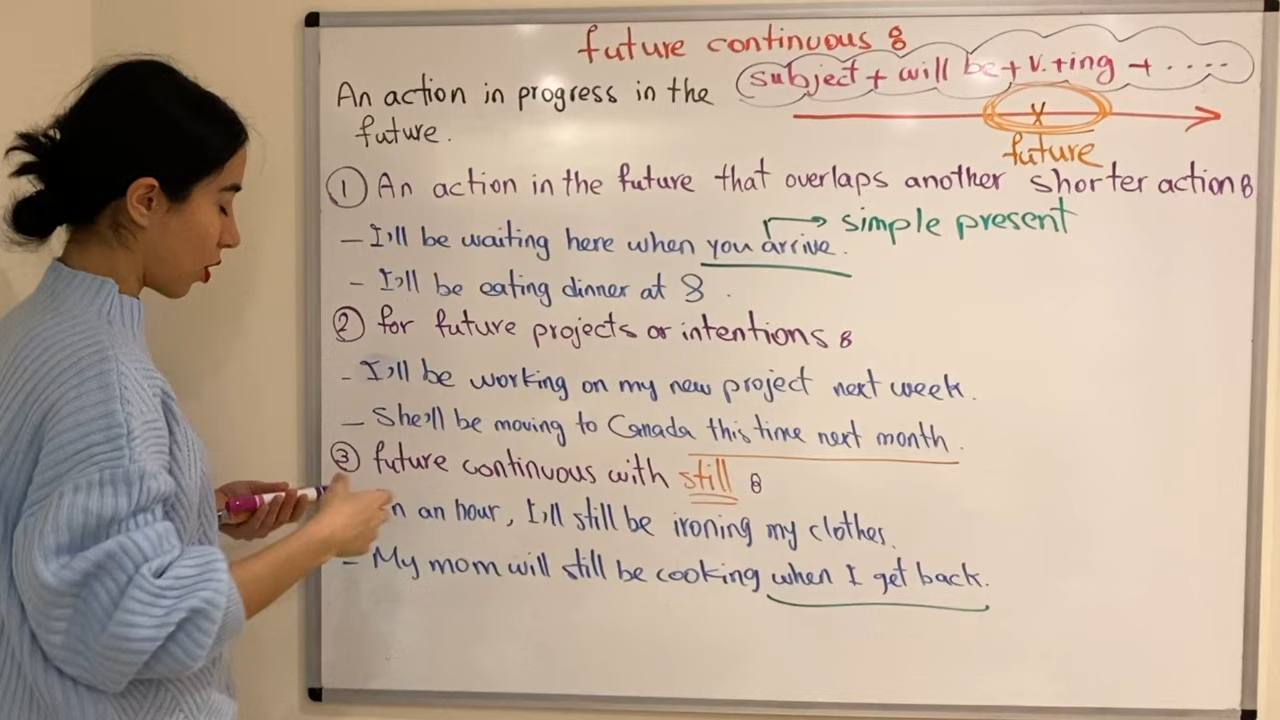 future continuous :
subject + will be + v. + ing + .....
An action in progress in the
future.
future
① An action in the future that overlaps another shorter action :
simple present
- I'll be waiting here when you arrive.
- I'll be eating dinner at 8 .
② for future projects or intentions :
- I'll be working on my new project next week.
- She'll be moving to Canada this time next month .
③ future continuous with still :
n an hour, I'll still be ironing my clothes.
- My mom will still be cooking when I get back.